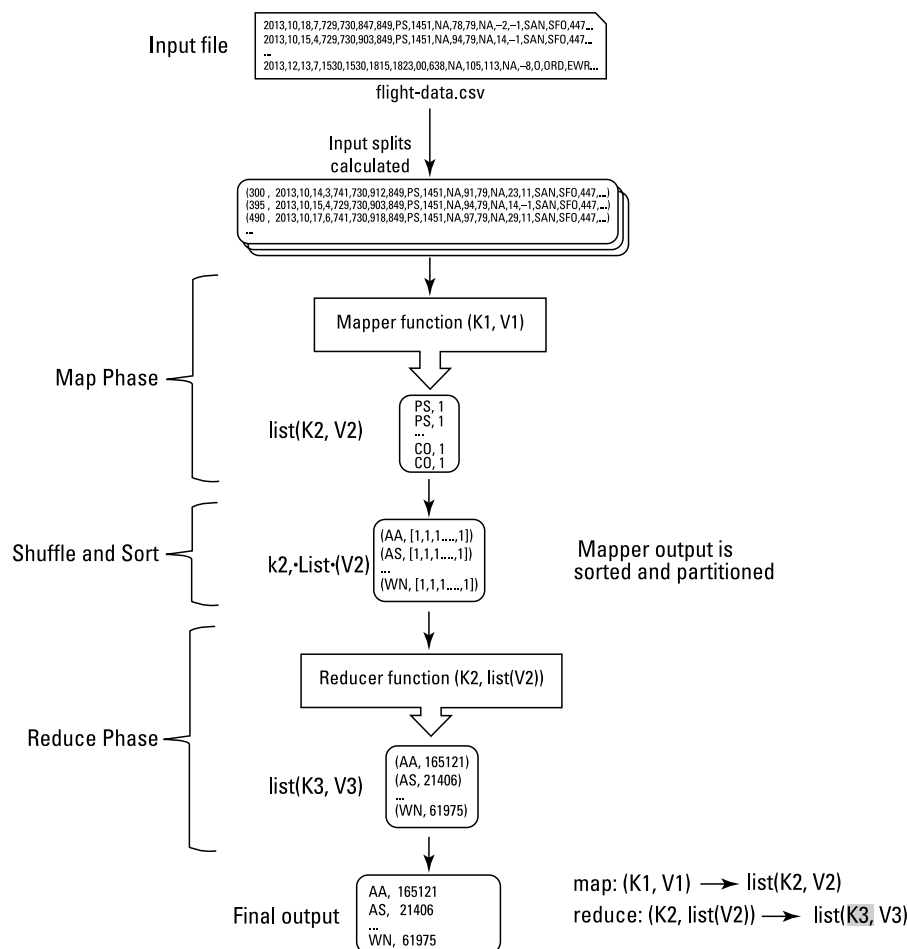 Input file
2013,10,18,7,729,730,847,849,PS,1451,NA,78,79,NA,–2,–1,SAN,SFO,447...
2013,10,15,4,729,730,903,849,PS,1451,NA,94,79,NA,14,–1,SAN,SFO,447...
...
2013,12,13,7,1530,1530,1815,1823,00,638,NA,105,113,NA,–8,O,ORD,EWR...
flight-data.csv
Input splits
calculated
(300 , 2013,10,14,3,741,730,912,849,PS,1451,NA,91,79,NA,23,11,SAN,SFO,447,...)
(395 , 2013,10,15,4,729,730,903,849,PS,1451,NA,94,79,NA,14,–1,SAN,SFO,447,...)
(490 , 2013,10,17,6,741,730,918,849,PS,1451,NA,97,79,NA,29,11,SAN,SFO,447,...)
...
Map Phase
Mapper function (K1, V1)
list(K2, V2)
PS, 1
PS, 1
...
CO, 1
CO, 1
Shuffle and Sort
k2,·List·(V2)
(AA, [1,1,1....,1])
(AS, [1,1,1....,1])
...
(WN, [1,1,1....,1])
Mapper output is
sorted and partitioned
Reduce Phase
Reducer function (K2, list(V2))
list(K3, V3)
(AA, 165121)
(AS, 21406)
...
(WN, 61975)
Final output
AA, 165121
AS, 21406
...
WN, 61975
map: (K1, V1) ⟶ list(K2, V2)
reduce: (K2, list(V2)) ⟶ list(K3, V3)